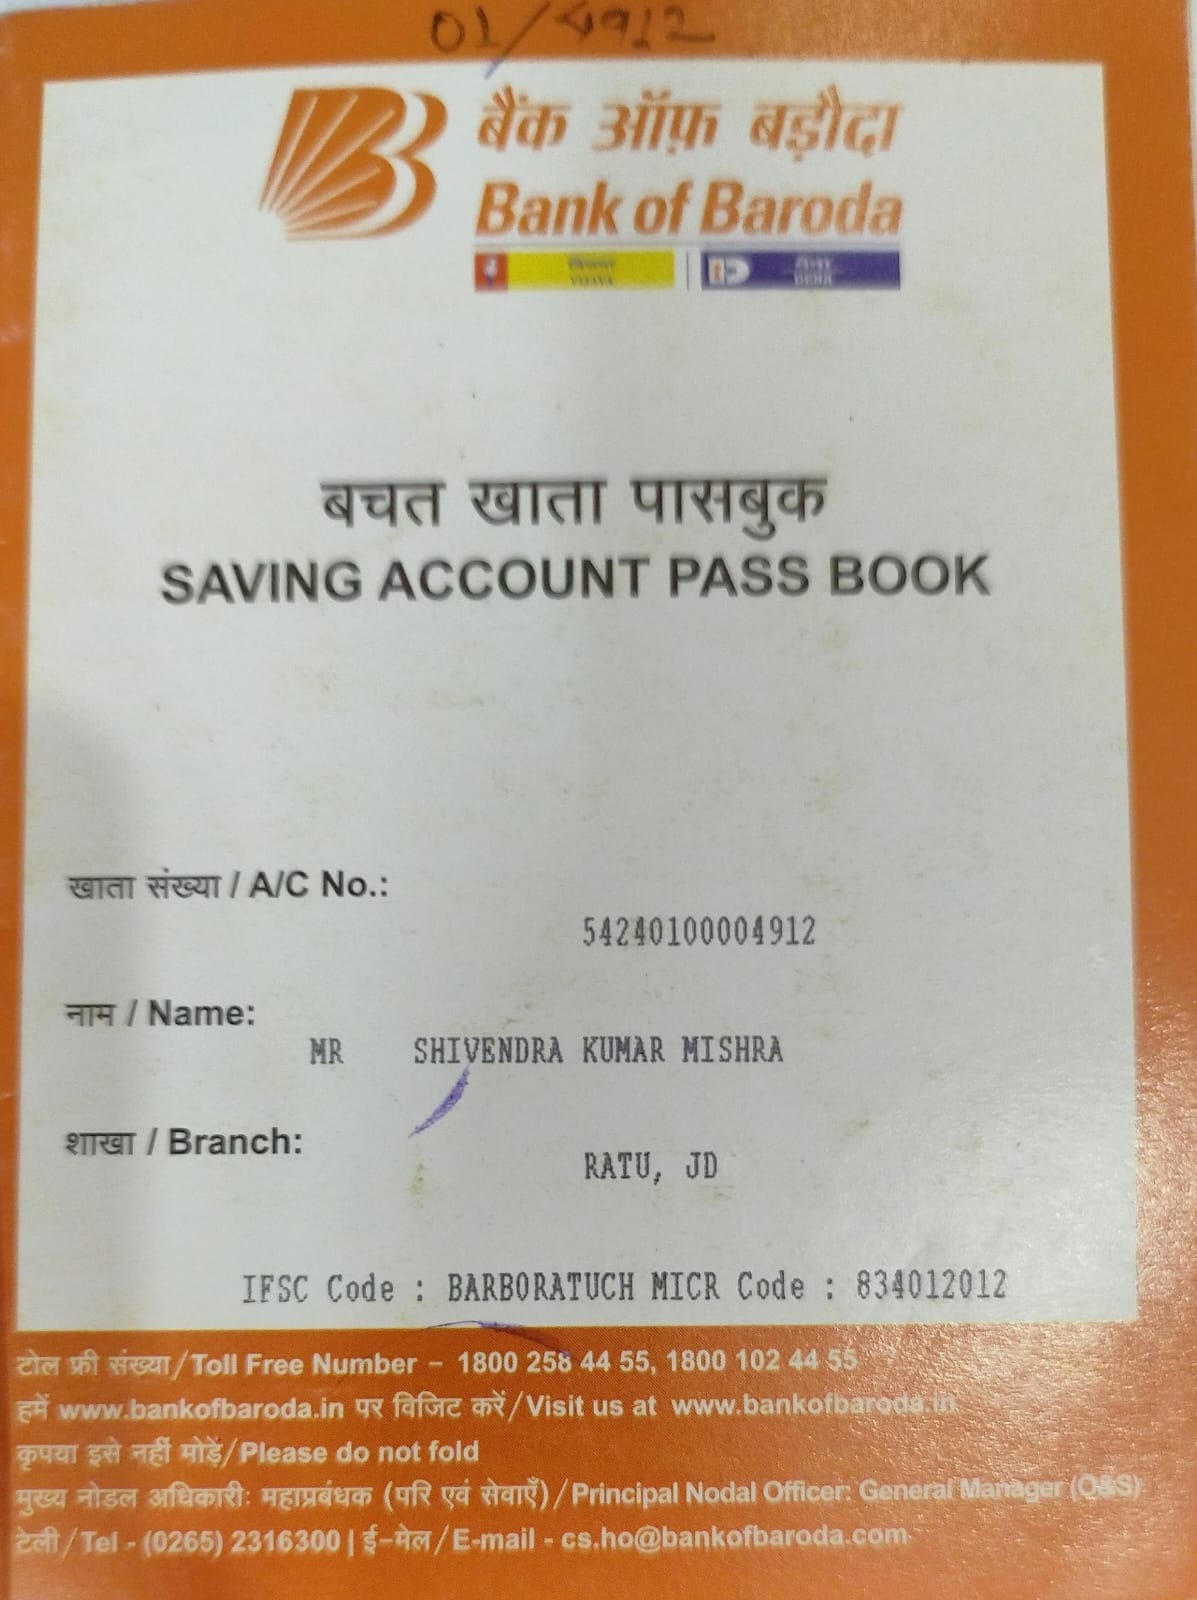 01/4912
बैंक ऑफ़ बड़ौदा
Bank of Baroda
विजया
VIJAYA
देना
DENA
बचत खाता पासबुक
SAVING ACCOUNT PASS BOOK
खाता संख्या / A/C No.:
54240100004912
नाम / Name:
MR SHIVENDRA KUMAR MISHRA
शाखा / Branch:
RATU, JD
IFSC Code : BARB0RATUCH MICR Code : 834012012
टोल फ्री संख्या/Toll Free Number – 1800 258 44 55, 1800 102 44 55
हमें www.bankofbaroda.in पर विजिट करें/Visit us at www.bankofbaroda.in
कृपया इसे नहीं मोड़ें/Please do not fold
मुख्य नोडल अधिकारीः महाप्रबंधक (परि एवं सेवाएँ)/Principal Nodal Officer: General Manager (O&S)
टेली/Tel - (0265) 2316300 | ई-मेल/E-mail - cs.ho@bankofbaroda.com